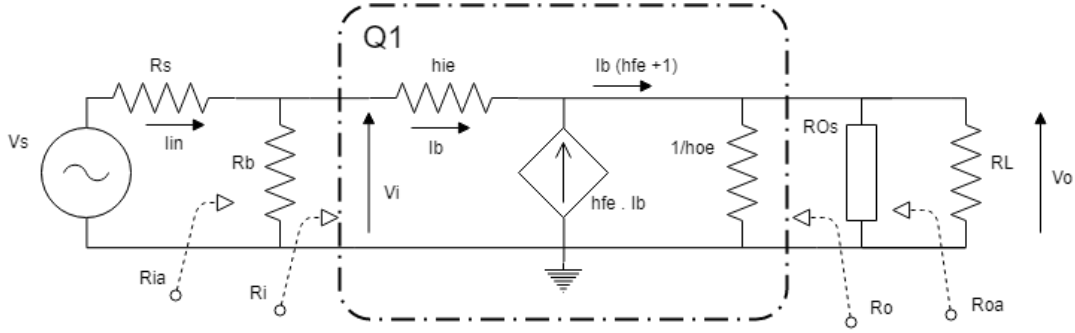 Q1
Rs
hie
Ib (hfe +1)
Vs
Iin
Rb
Ib
Vi
1/hoe
hfe . Ib
ROs
RL
Vo
Ria
Ri
Ro
Roa